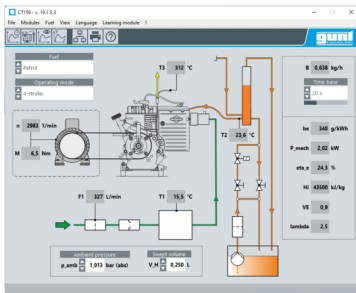 CT159 - v. 19.1.5.3
File Modules Fuel View Language Learning module ?
Fuel
Petrol
Operating mode
4-stroke
T3 312 °C
B 0,638 kg/h
Time base
20 s
n 2983 1/min
M 6,5 Nm
T2 23,6 °C
be 340 g/kWh
P_mech 2,02 kW
eta_e 24,3 %
Hi 43500 kJ/kg
VE 0,9
lambda 2,5
F1 327 L/min
T1 15,5 °C
Ambient pressure
p_amb 1,013 bar (abs)
Swept volume
V_H 0,250 L